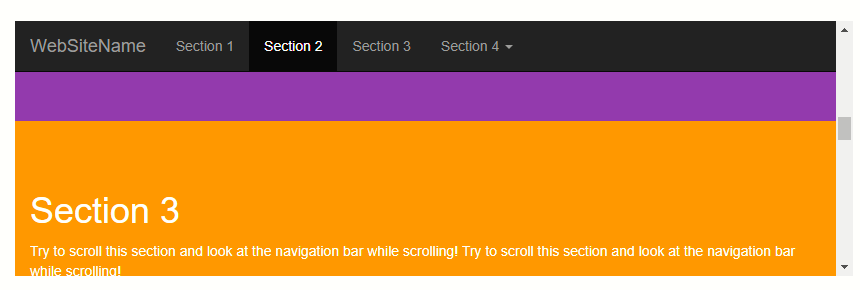 WebSiteName Section 1 Section 2 Section 3 Section 4
Section 3
Try to scroll this section and look at the navigation bar while scrolling! Try to scroll this section and look at the navigation bar
while scrolling!